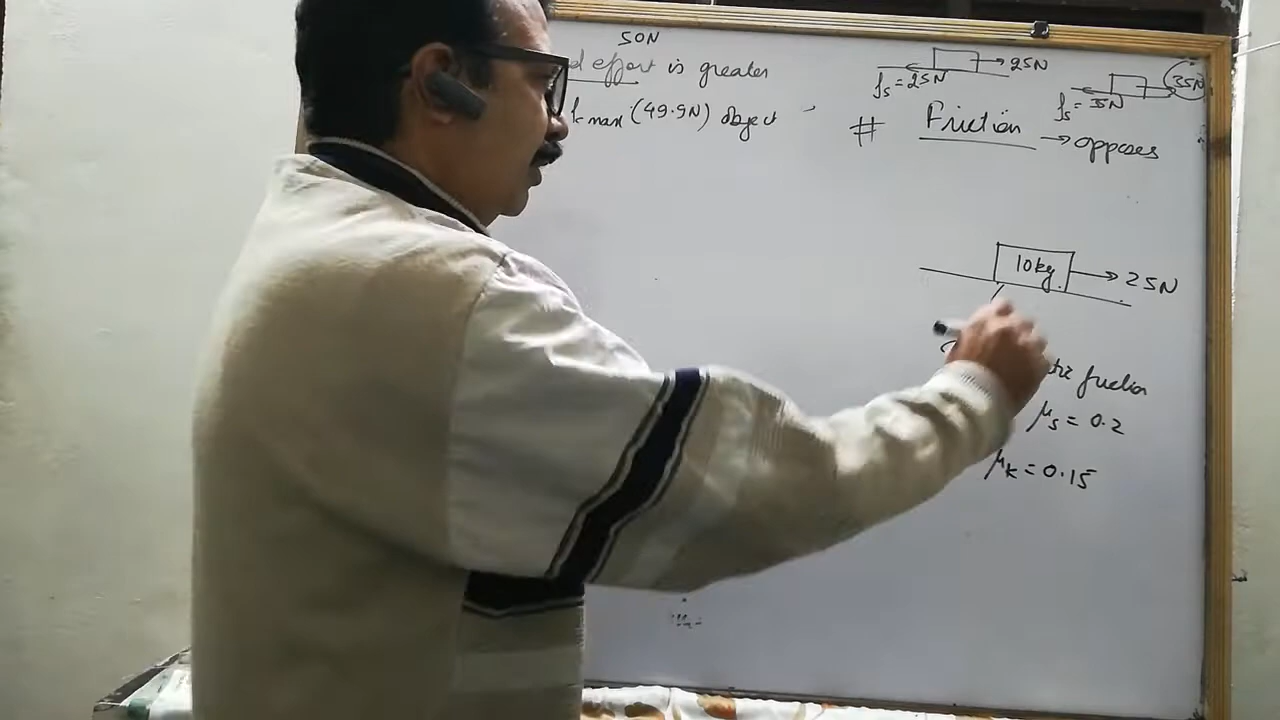 50N
effort is greater
max (49.9N) object
25N
fs = 25N
35N
fs = 35N
# Friction → opposes
10kg
25N
friction
μs = 0.2
μk = 0.15